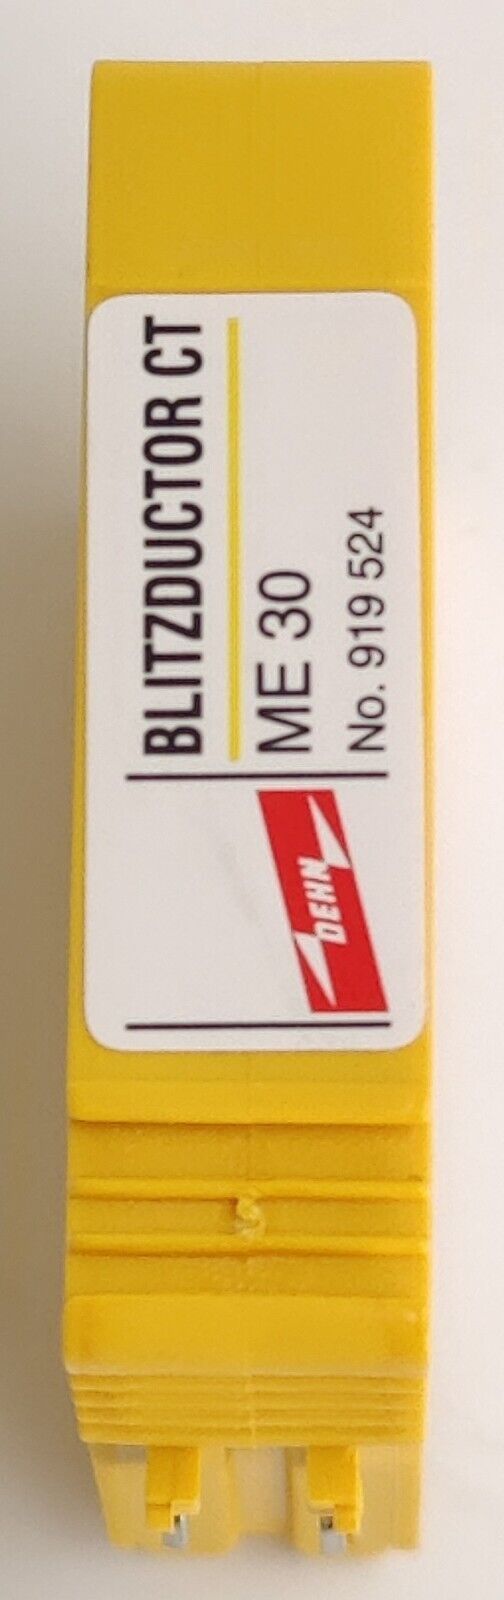 BLITZDUCTOR CT
ME 30
No. 919 524
DEHN